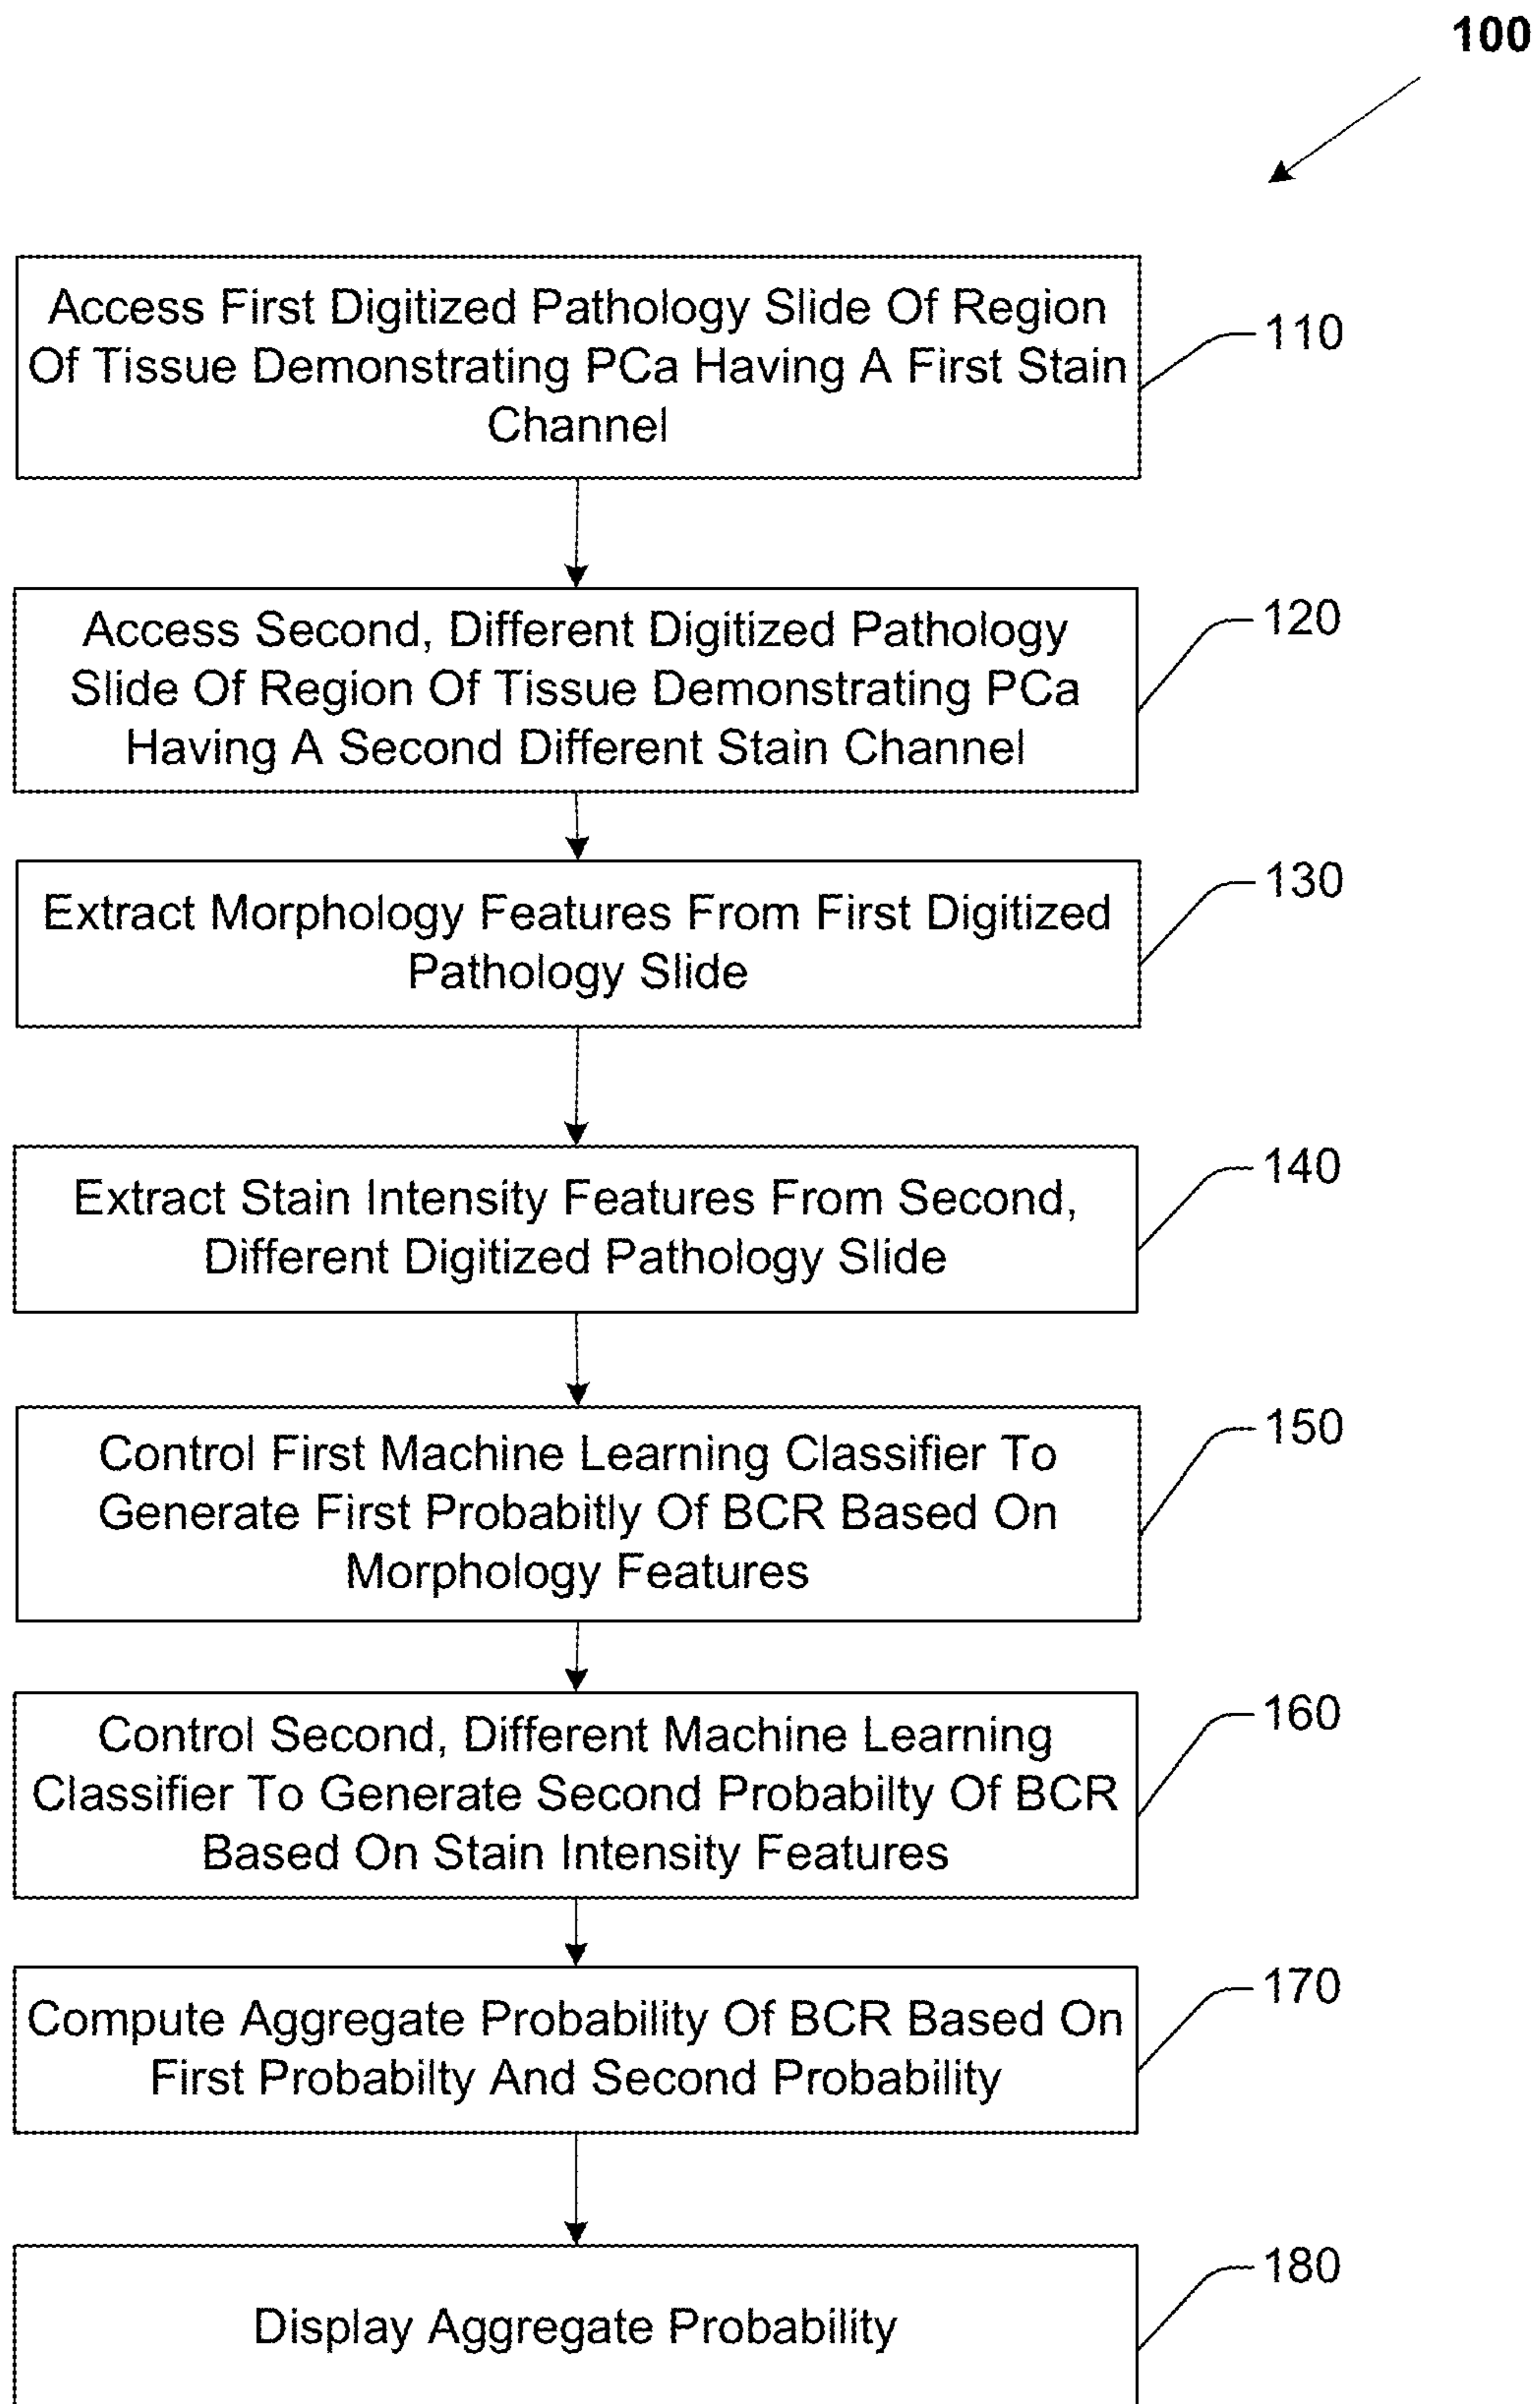 100
Access First Digitized Pathology Slide Of Region
Of Tissue Demonstrating PCa Having A First Stain
Channel
110
Access Second, Different Digitized Pathology
Slide Of Region Of Tissue Demonstrating PCa
Having A Second Different Stain Channel
120
Extract Morphology Features From First Digitized
Pathology Slide
130
Extract Stain Intensity Features From Second,
Different Digitized Pathology Slide
140
Control First Machine Learning Classifier To
Generate First Probabitly Of BCR Based On
Morphology Features
150
Control Second, Different Machine Learning
Classifier To Generate Second Probabilty Of BCR
Based On Stain Intensity Features
160
Compute Aggregate Probability Of BCR Based On
First Probabilty And Second Probability
170
Display Aggregate Probability
180